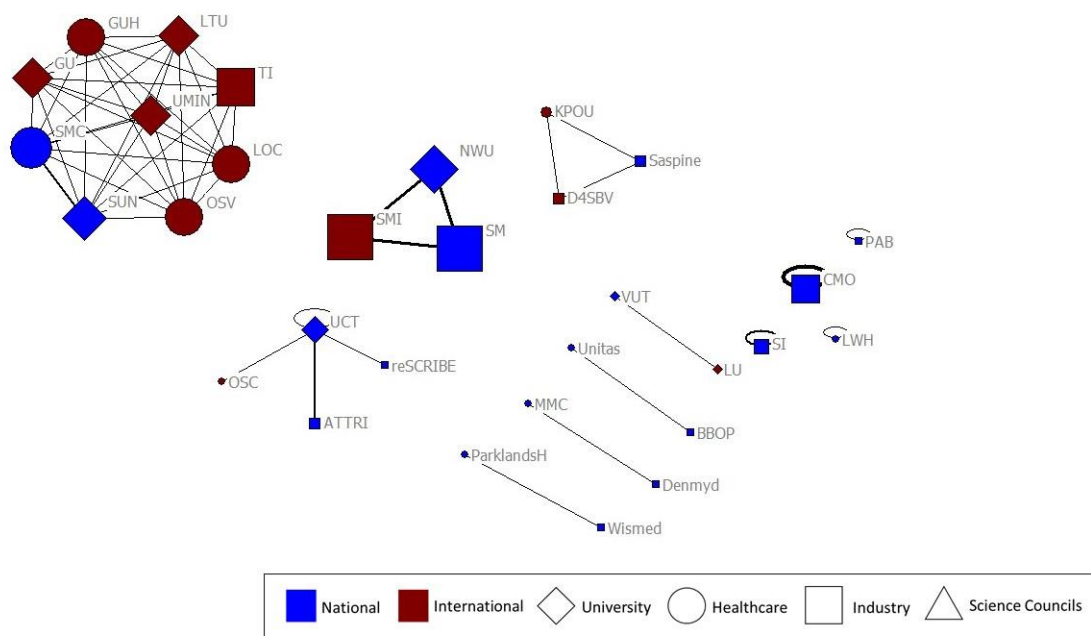 GUH
LTU
GU
TI
UMIN
SMC
LOC
SUN
OSV
KPOU
NWU
Saspine
D4SBV
SMI
SM
PAB
CMO
VUT
UCT
SI
LWH
Unitas
reSCRIBE
LU
OSC
MMC
ATTRI
BBOP
ParklandsH
Denmyd
Wismed
National International University Healthcare Industry Science Councils